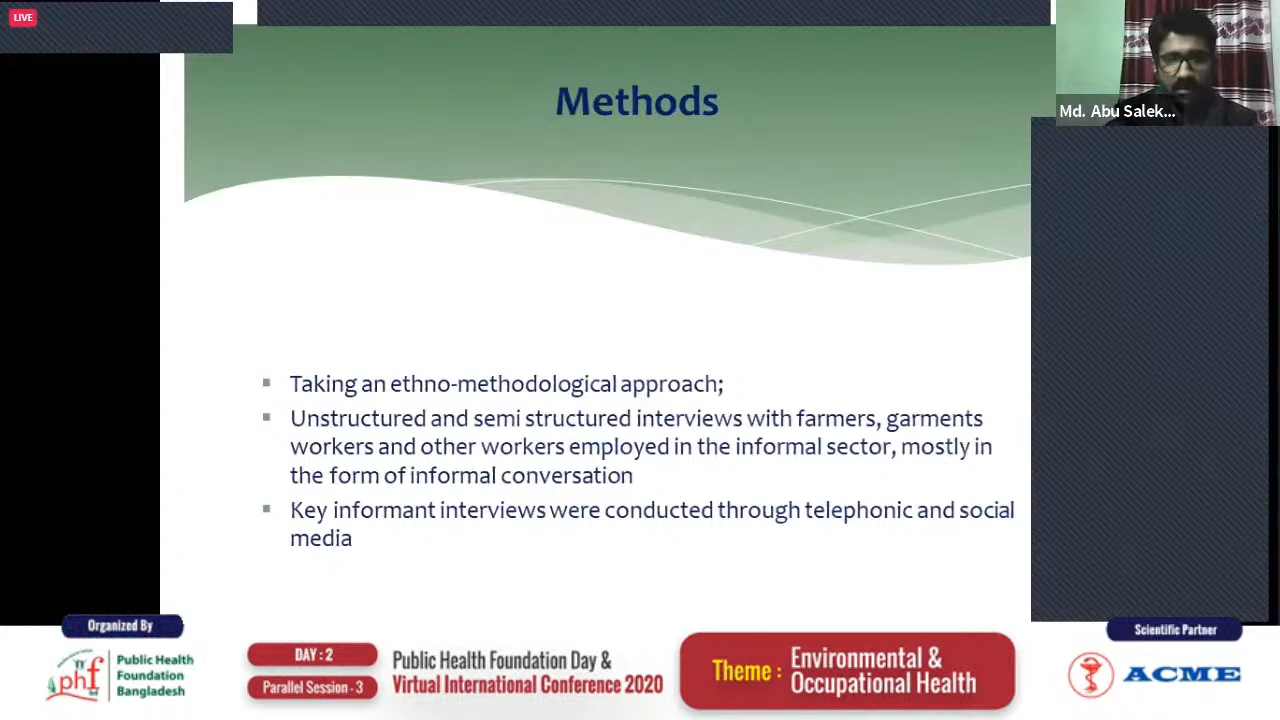 LIVE
Methods
Md. Abu Salek...
Taking an ethno-methodological approach;
Unstructured and semi structured interviews with farmers, garments
workers and other workers employed in the informal sector, mostly in
the form of informal conversation
Key informant interviews were conducted through telephonic and social
media
Organized By
phf
Public Health
Foundation
Bangladesh
DAY : 2
Parallel Session - 3
Public Health Foundation Day &
Virtual International Conference 2020
Theme :
Environmental &
Occupational Health
Scientific Partner
ACME